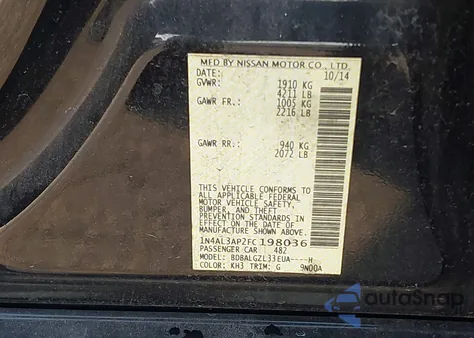 MFD BY NISSAN MOTOR CO., LTD.
DATE: 10/14
GVWR: 1910 KG
4211 LB
GAWR FR.: 1005 KG
2216 LB
GAWR RR.: 940 KG
2072 LB
THIS VEHICLE CONFORMS TO
ALL APPLICABLE FEDERAL
MOTOR VEHICLE SAFETY,
BUMPER, AND THEFT
PREVENTION STANDARDS IN
EFFECT ON THE DATE OF
MANUFACTURE SHOWN ABOVE.
1N4AL3AP2FC198036
PASSENGER CAR 482
MODEL: BDBALGZL33EUA----H
COLOR: KH3 TRIM: G 9N00A
autoSnap